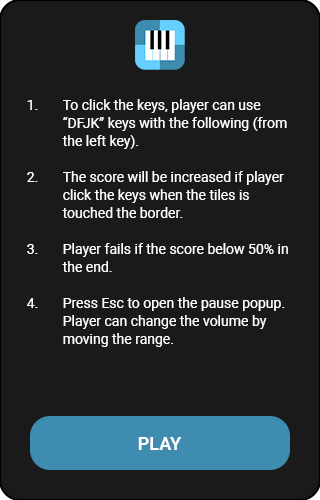 1. To click the keys, player can use
“DFJK” keys with the following (from
the left key).
2. The score will be increased if player
click the keys when the tiles is
touched the border.
3. Player fails if the score below 50% in
the end.
4. Press Esc to open the pause popup.
Player can change the volume by
moving the range.
PLAY